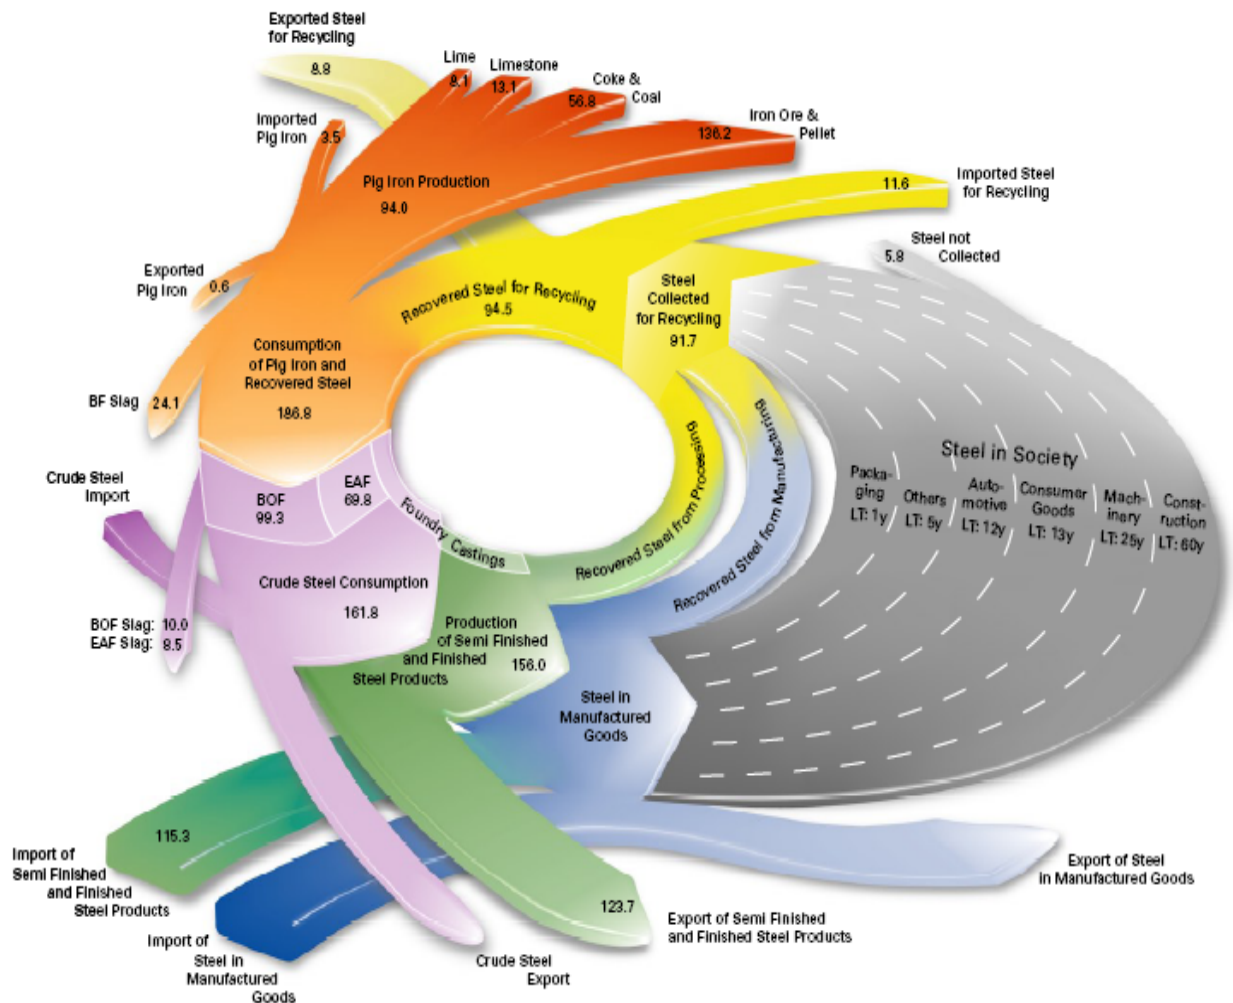 Exported Steel
for Recycling
8.8
Lime
8.1
Limestone
13.1
Coke &
Coal
56.8
Iron Ore &
Pellet
136.2
Imported
Pig Iron
3.5
Pig Iron Production
94.0
Imported Steel
for Recycling
11.6
Steel not
Collected
5.8
Exported
Pig Iron
0.6
Recovered Steel for Recycling
94.5
Steel
Collected
for Recycling
91.7
Consumption
of Pig Iron and
Recovered Steel
186.8
BF Slag
24.1
Crude Steel
Import
BOF
99.3
EAF
69.8
Foundry Castings
Recovered Steel from Processing
Recovered Steel from Manufacturing
Steel in Society
Packa-
ging
LT: 1y
Others
LT: 5y
Auto-
motive
LT: 12y
Consumer
Goods
LT: 13y
Mach-
inery
LT: 25y
Const-
ruction
LT: 60y
Crude Steel Consumption
161.8
BOF Slag: 10.0
EAF Slag: 8.5
Production
of Semi Finished
and Finished
Steel Products
156.0
Steel in
Manufactured
Goods
115.3
Import of
Semi Finished
and Finished
Steel Products
Import of
Steel in
Manufactured
Goods
Crude Steel
Export
123.7
Export of Semi Finished
and Finished Steel Products
Export of Steel
in Manufactured Goods